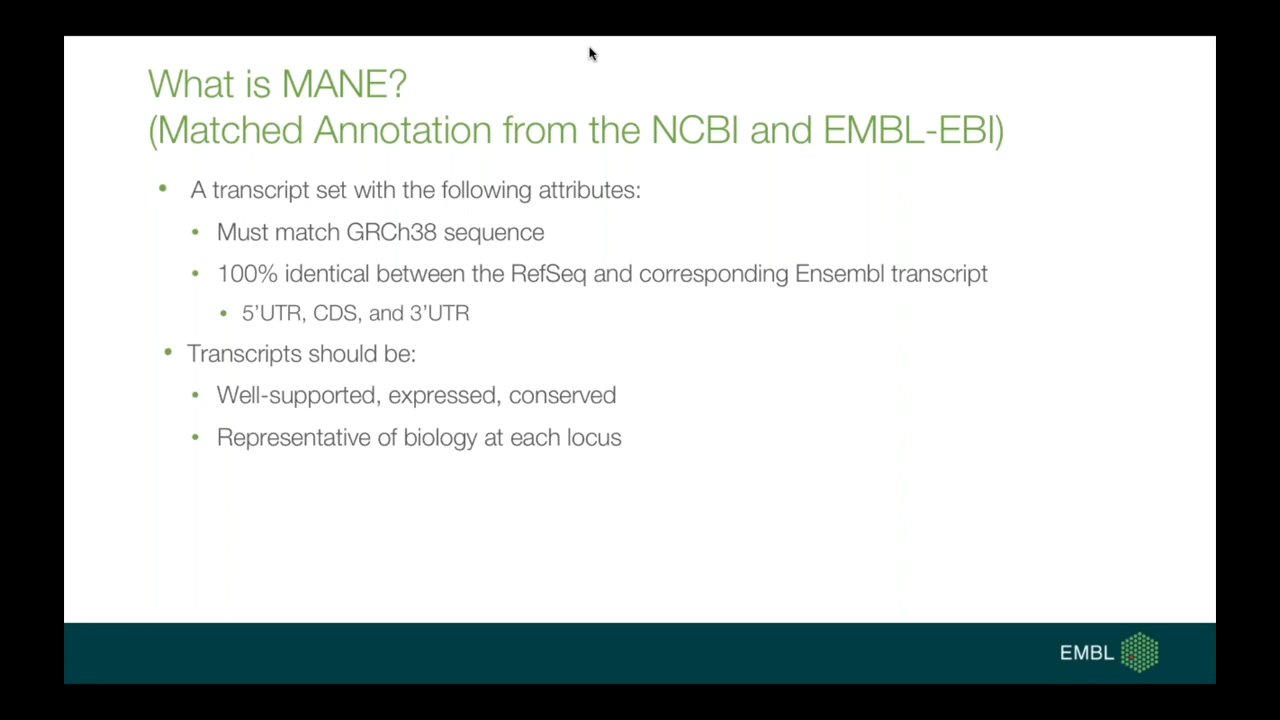 What is MANE?
(Matched Annotation from the NCBI and EMBL-EBI)
• A transcript set with the following attributes:
• Must match GRCh38 sequence
• 100% identical between the RefSeq and corresponding Ensembl transcript
• 5’UTR, CDS, and 3’UTR
• Transcripts should be:
• Well-supported, expressed, conserved
• Representative of biology at each locus
EMBL